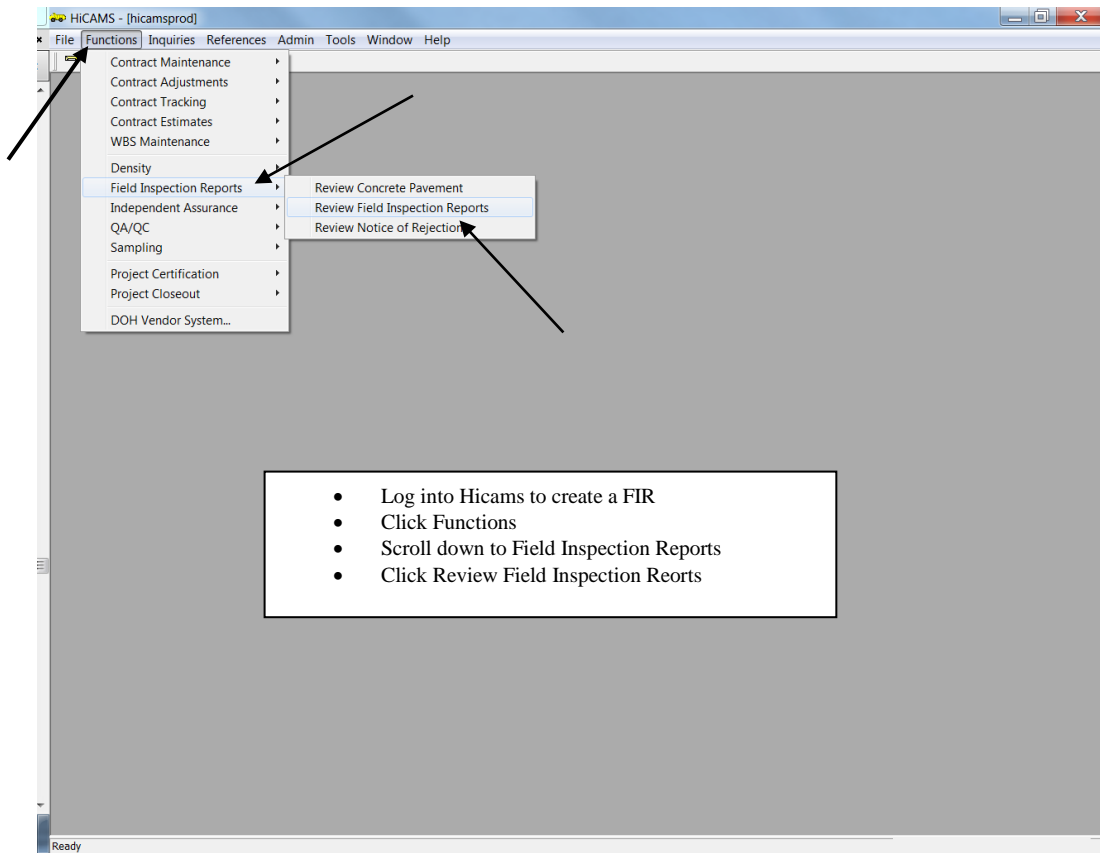 HiCAMS - [hicamsprod]
File Functions Inquiries References Admin Tools Window Help
Contract Maintenance
Contract Adjustments
Contract Tracking
Contract Estimates
WBS Maintenance
Density
Field Inspection Reports
Independent Assurance
QA/QC
Sampling
Project Certification
Project Closeout
DOH Vendor System...
Review Concrete Pavement
Review Field Inspection Reports
Review Notice of Rejection
• Log into Hicams to create a FIR
• Click Functions
• Scroll down to Field Inspection Reports
• Click Review Field Inspection Reorts
Ready